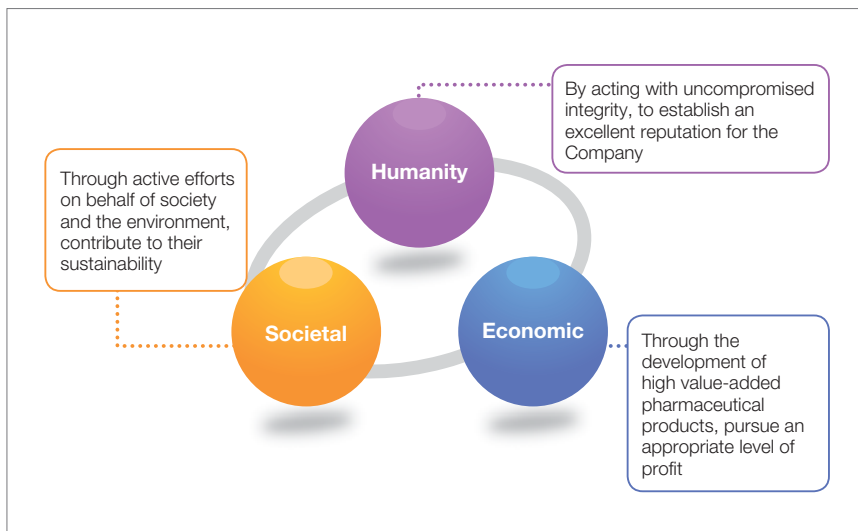 By acting with uncompromised
integrity, to establish an
excellent reputation for the
Company
Humanity
Through active efforts
on behalf of society
and the environment,
contribute to their
sustainability
Societal
Economic
Through the
development of
high value-added
pharmaceutical
products, pursue an
appropriate level of
profit